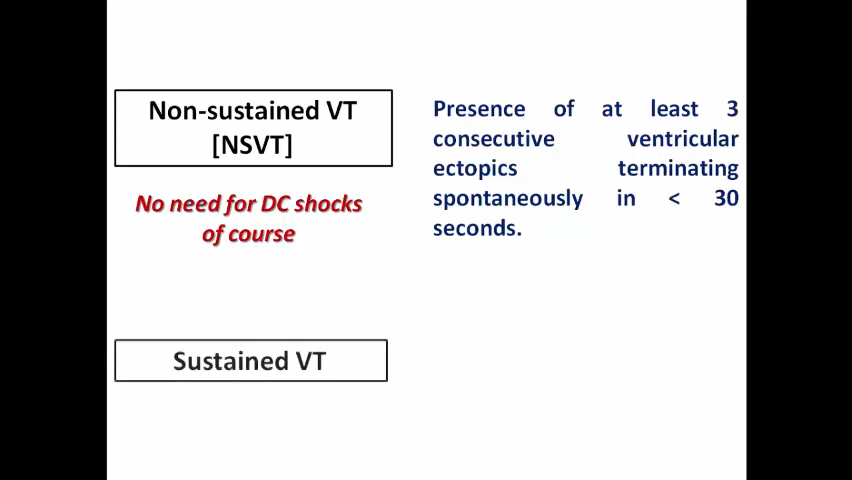 Non-sustained VT
[NSVT]
No need for DC shocks
of course
Presence of at least 3
consecutive ventricular
ectopics terminating
spontaneously in < 30
seconds.
Sustained VT